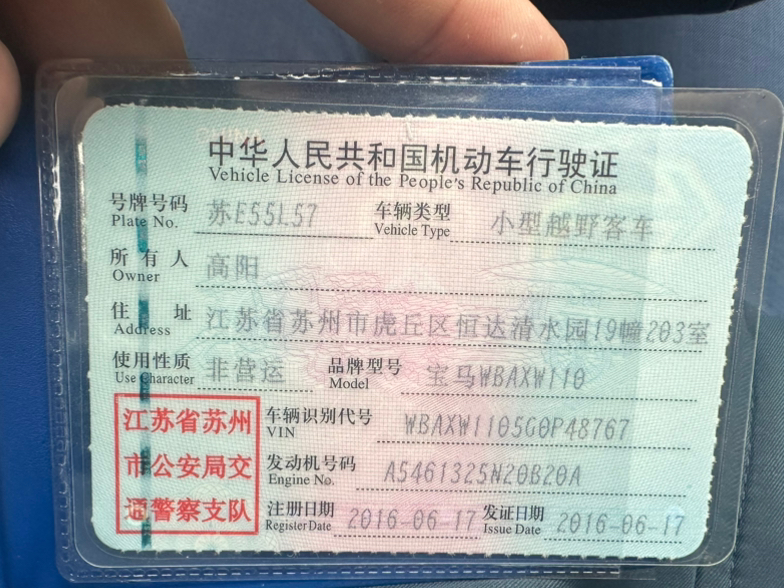 中华人民共和国机动车行驶证
Vehicle License of the People's Republic of China
号牌号码 苏E55L57 车辆类型 小型越野客车
Plate No. Vehicle Type
所有人 高阳
Owner
住址 江苏省苏州市虎丘区恒达清水园19幢203室
Address
使用性质 非营运 品牌型号 宝马WBAXW110
Use Character Model
江苏省苏州 车辆识别代号 WBAXW1105G0P48767
VIN
市公安局交 发动机号码 A5461325N20B20A
Engine No.
通警察支队 注册日期 2016-06-17 发证日期 2016-06-17
Register Date Issue Date